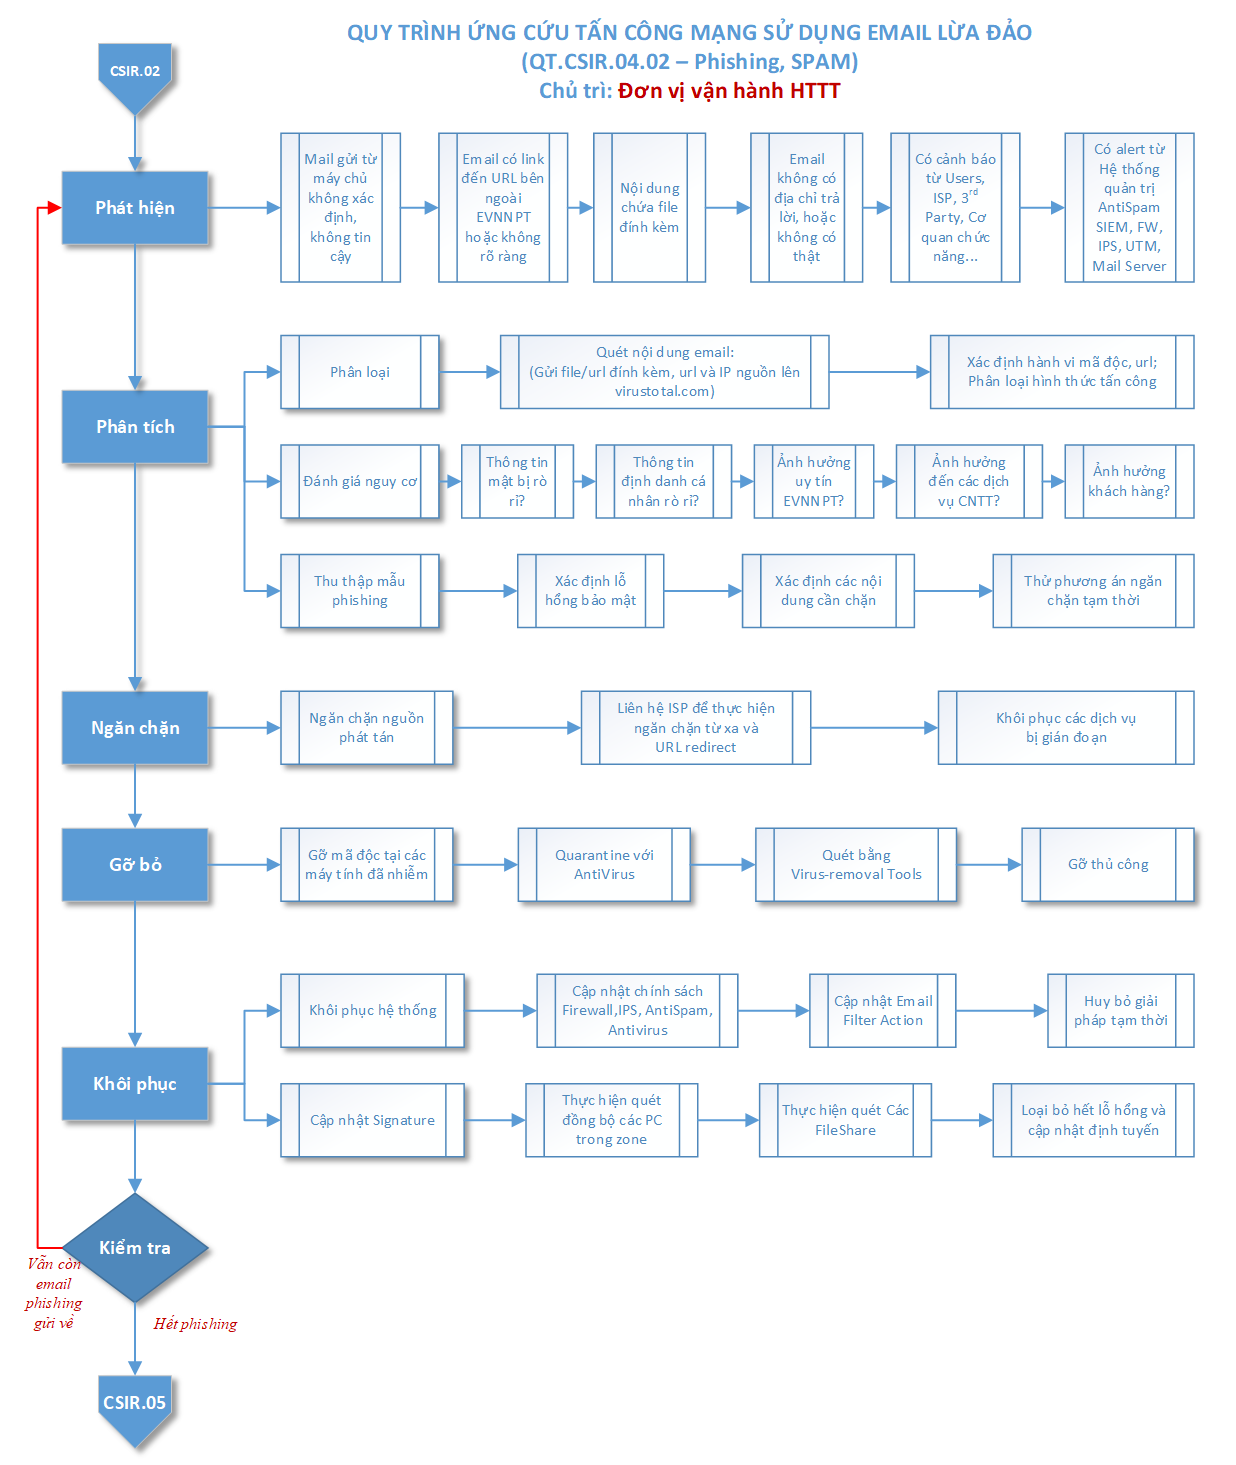 QUY TRÌNH ỨNG CỨU TẤN CÔNG MẠNG SỬ DỤNG EMAIL LỪA ĐẢO
(QT.CSIR.04.02 – Phishing, SPAM)
Chủ trì: Đơn vị vận hành HTTT
CSIR.02
Phát hiện
Mail gửi từ
máy chủ
không xác
định,
không tin
cậy
Email có link
đến URL bên
ngoài
EVNNPT
hoặc không
rõ ràng
Nội dung
chứa file
đính kèm
Email
không có
địa chỉ trả
lời, hoặc
không có
thật
Có cảnh báo
từ Users,
ISP, 3rd
Party, Cơ
quan chức
năng...
Có alert từ
Hệ thống
quản trị
AntiSpam
SIEM, FW,
IPS, UTM,
Mail Server
Phân tích
Phân loại
Quét nội dung email:
(Gửi file/url đính kèm, url và IP nguồn lên
virustotal.com)
Xác định hành vi mã độc, url;
Phân loại hình thức tấn công
Đánh giá nguy cơ
Thông tin
mật bị rò
rỉ?
Thông tin
định danh cá
nhân rò rỉ?
Ảnh hưởng
uy tín
EVNNPT?
Ảnh hưởng
đến các dịch
vụ CNTT?
Ảnh hưởng
khách hàng?
Thu thập mẫu
phishing
Xác định lỗ
hổng bảo mật
Xác định các nội
dung cần chặn
Thử phương án ngăn
chặn tạm thời
Ngăn chặn
Ngăn chặn nguồn
phát tán
Liên hệ ISP để thực hiện
ngăn chặn từ xa và
URL redirect
Khôi phục các dịch vụ
bị gián đoạn
Gỡ bỏ
Gỡ mã độc tại các
máy tính đã nhiễm
Quarantine với
AntiVirus
Quét bằng
Virus-removal Tools
Gỡ thủ công
Khôi phục
Khôi phục hệ thống
Cập nhật chính sách
Firewall,IPS, AntiSpam,
Antivirus
Cập nhật Email
Filter Action
Huy bỏ giải
pháp tạm thời
Cập nhật Signature
Thực hiện quét
đồng bộ các PC
trong zone
Thực hiện quét Các
FileShare
Loại bỏ hết lỗ hổng và
cập nhật định tuyến
Kiểm tra
Vẫn còn
email
phishing
gửi về
Hết phishing
CSIR.05